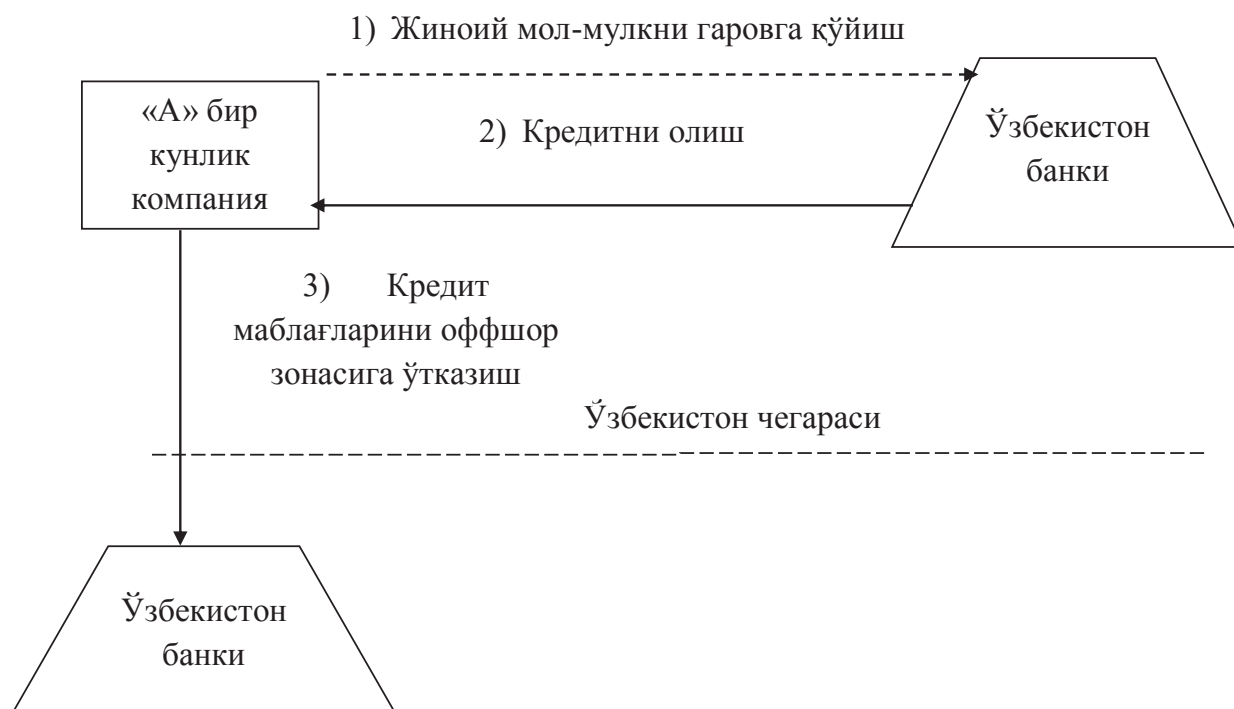 1) Жиноий мол-мулкни гаровга қўйиш
«А» бир
кунлик
компания
2) Кредитни олиш
Ўзбекистон
банки
3) Кредит
маблағларини оффшор
зонасига ўтказиш
Ўзбекистон чегараси
Ўзбекистон
банки